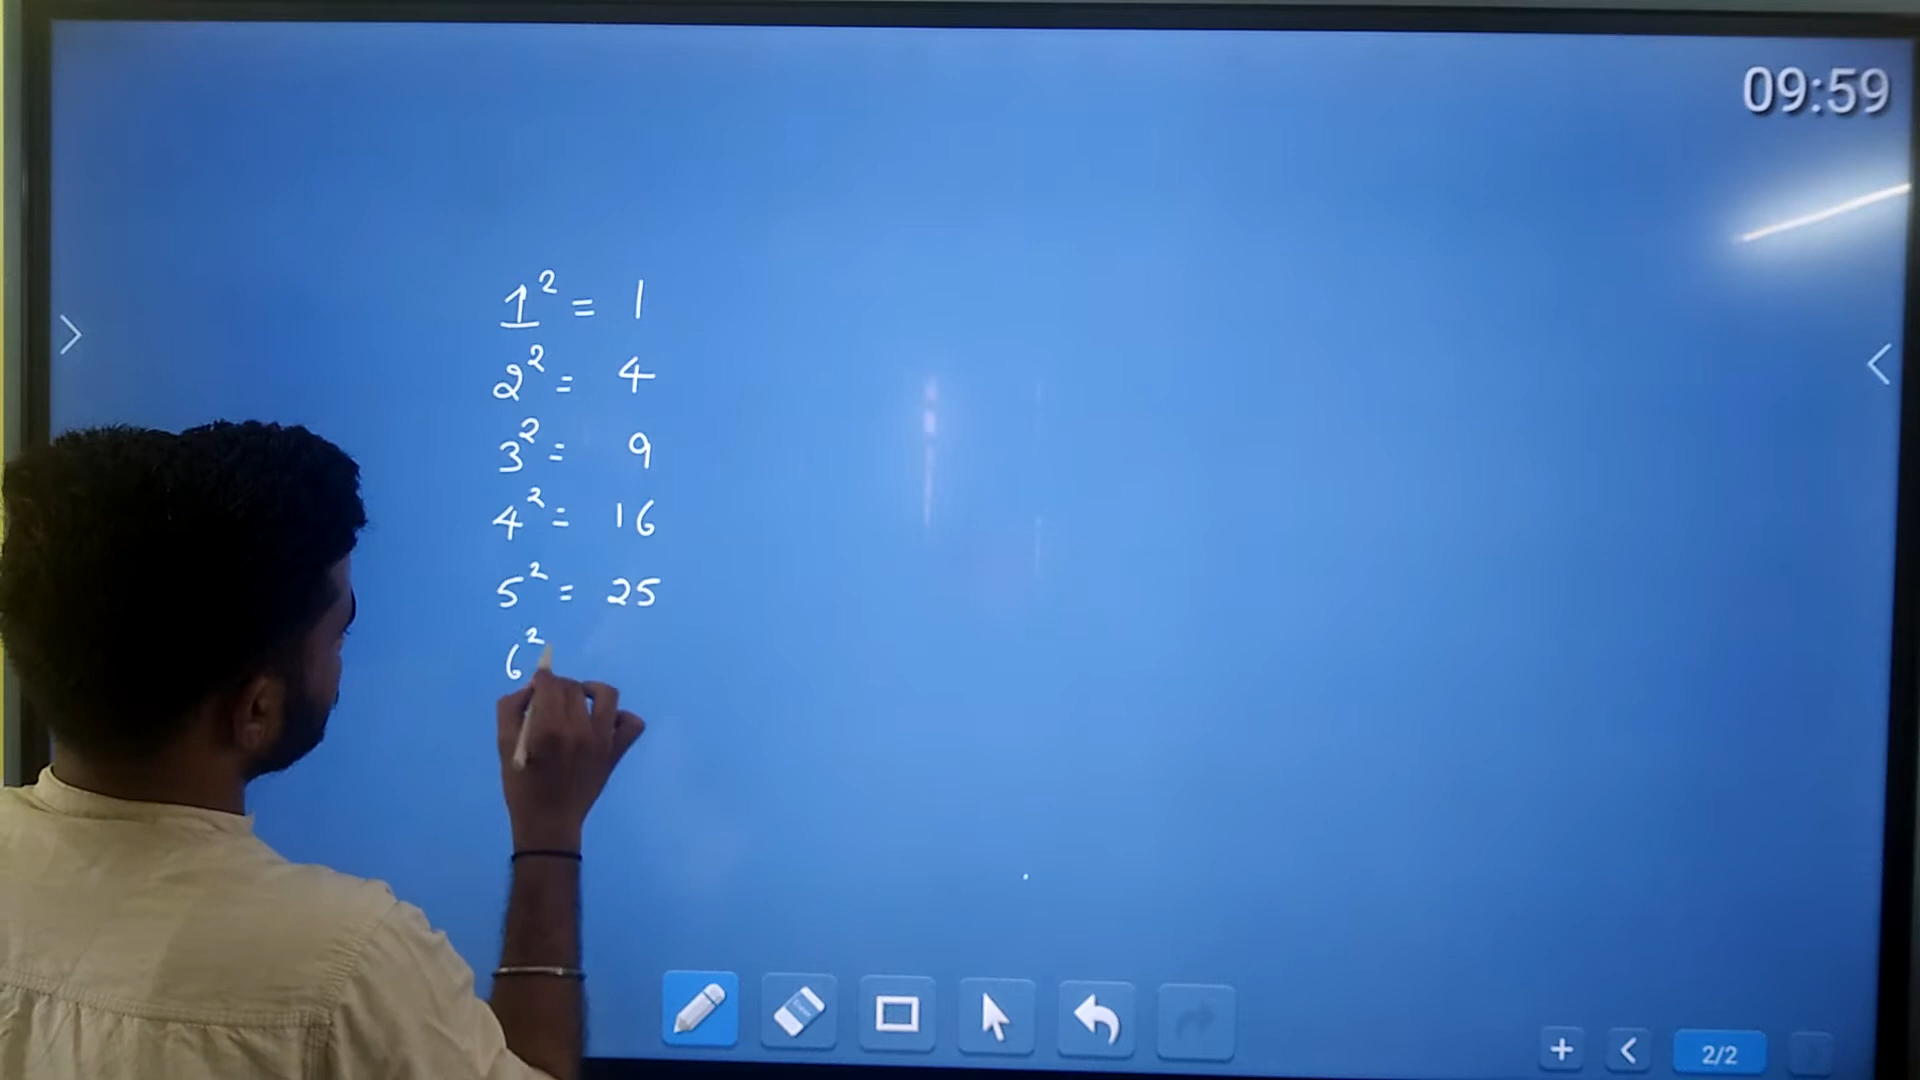 09:59
1² = 1
2² = 4
3² = 9
4² = 16
5² = 25
6²
2/2